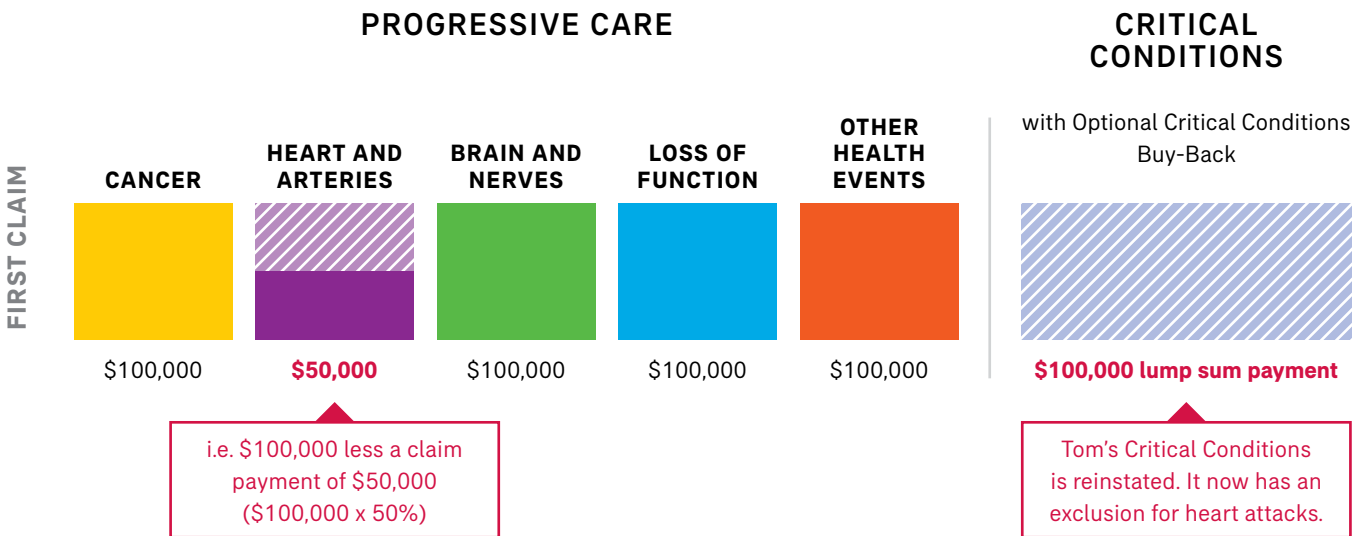 PROGRESSIVE CARE
CRITICAL
CONDITIONS
with Optional Critical Conditions
Buy-Back
FIRST CLAIM
CANCER
HEART AND
ARTERIES
BRAIN AND
NERVES
LOSS OF
FUNCTION
OTHER
HEALTH
EVENTS
$100,000
$50,000
$100,000
$100,000
$100,000
$100,000 lump sum payment
i.e. $100,000 less a claim
payment of $50,000
($100,000 x 50%)
Tom’s Critical Conditions
is reinstated. It now has an
exclusion for heart attacks.